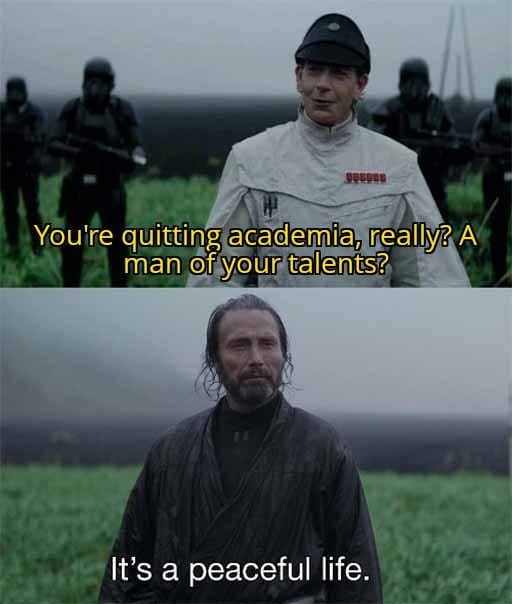 You're quitting academia, really? A
man of your talents?
It's a peaceful life.